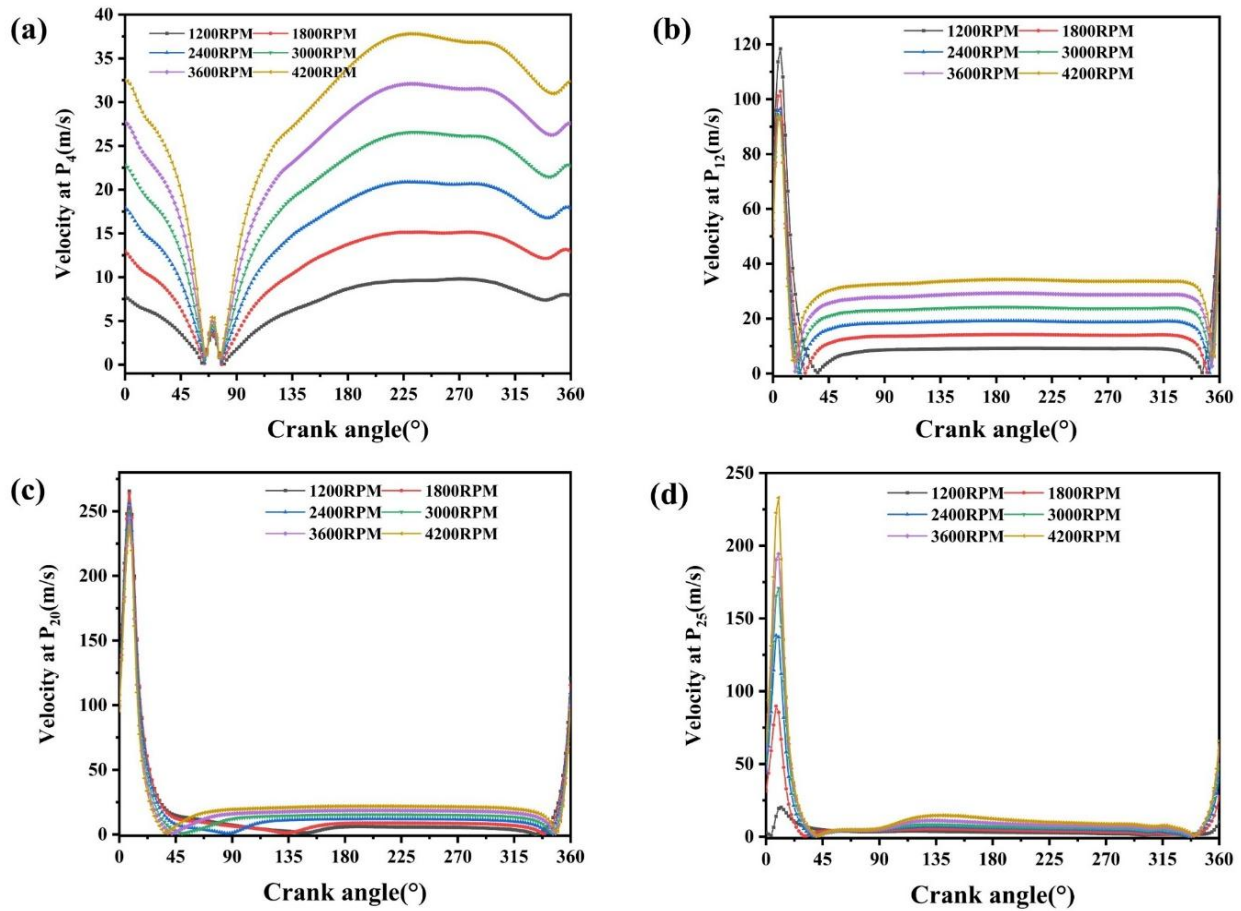 (a)
1200RPM 1800RPM
2400RPM 3000RPM
3600RPM 4200RPM
Velocity at P4(m/s)
40
35
30
25
20
15
10
5
0
0 45 90 135 180 225 270 315 360
Crank angle(°)
(b)
1200RPM 1800RPM
2400RPM 3000RPM
3600RPM 4200RPM
Velocity at P12(m/s)
120
100
80
60
40
20
0
0 45 90 135 180 225 270 315 360
Crank angle(°)
(c)
1200RPM 1800RPM
2400RPM 3000RPM
3600RPM 4200RPM
Velocity at P20(m/s)
250
200
150
100
50
0
0 45 90 135 180 225 270 315 360
Crank angle(°)
(d)
1200RPM 1800RPM
2400RPM 3000RPM
3600RPM 4200RPM
Velocity at P25(m/s)
250
200
150
100
50
0
0 45 90 135 180 225 270 315 360
Crank angle(°)